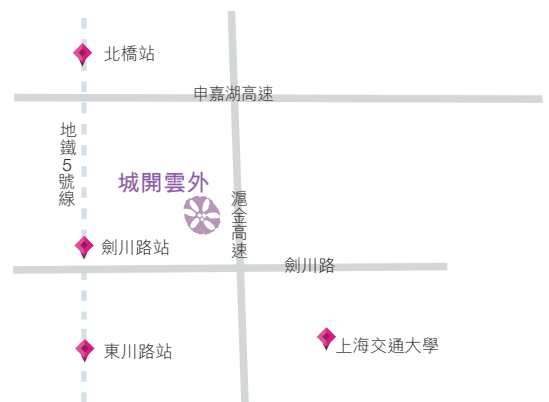 北橋站
申嘉湖高速
地鐵5號線
城開雲外
滬金高速
劍川路站
劍川路
東川路站
上海交通大學